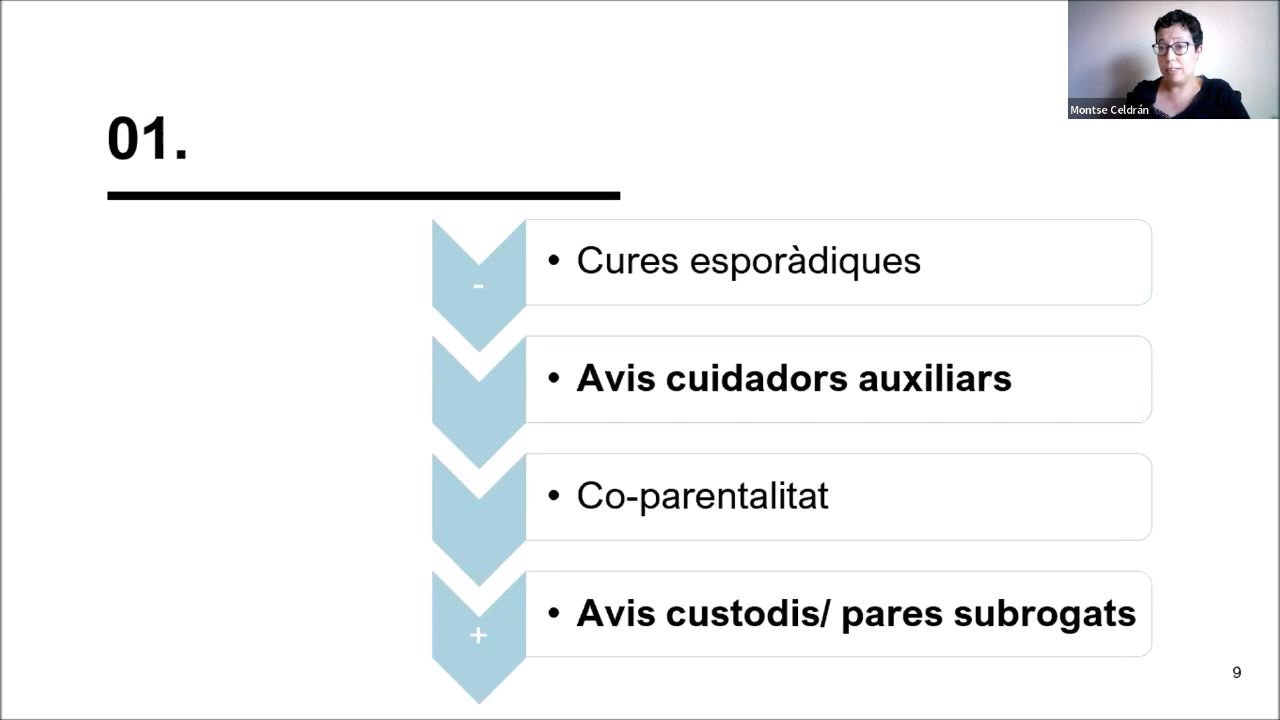 Montse Celdrán
01.
-
• Cures esporàdiques
• Avis cuidadors auxiliars
• Co-parentalitat
+
• Avis custodis/ pares subrogats
9